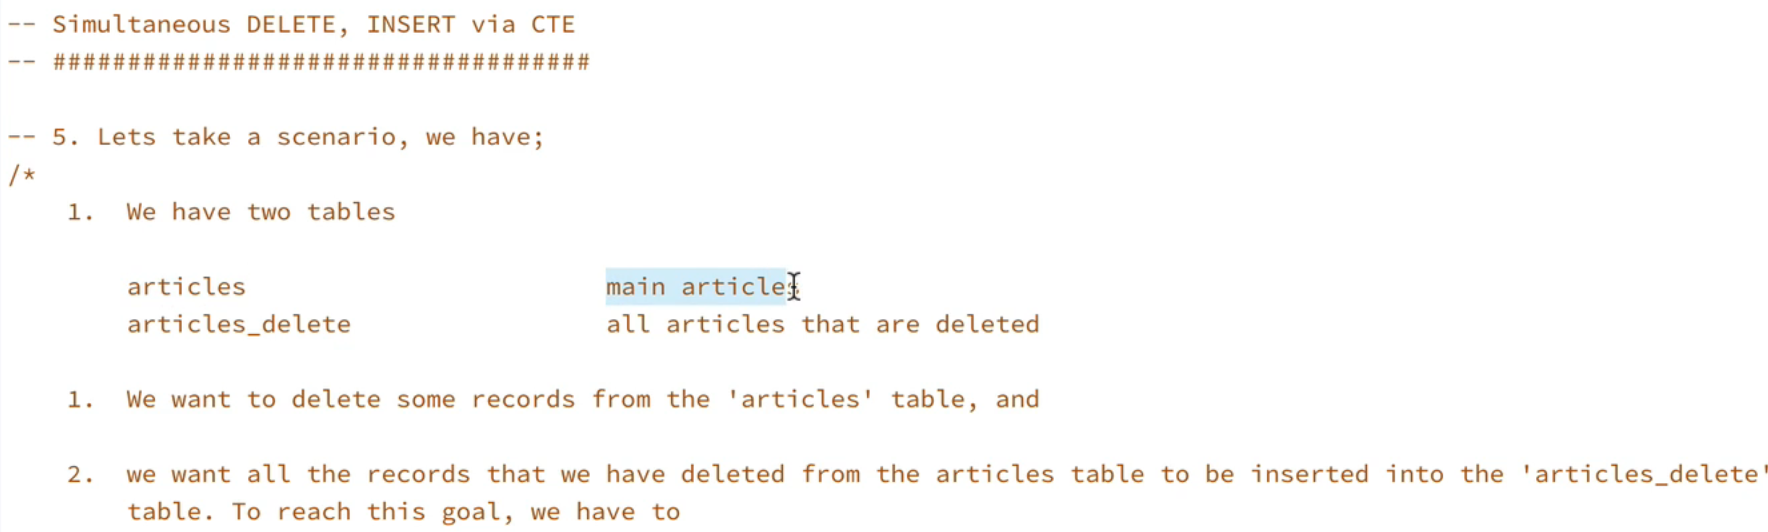 -- Simultaneous DELETE, INSERT via CTE
-- ####################################
-- 5. Lets take a scenario, we have;
/*
1. We have two tables
articles main articles
articles_delete all articles that are deleted
1. We want to delete some records from the 'articles' table, and
2. we want all the records that we have deleted from the articles table to be inserted into the 'articles_delete'
table. To reach this goal, we have to